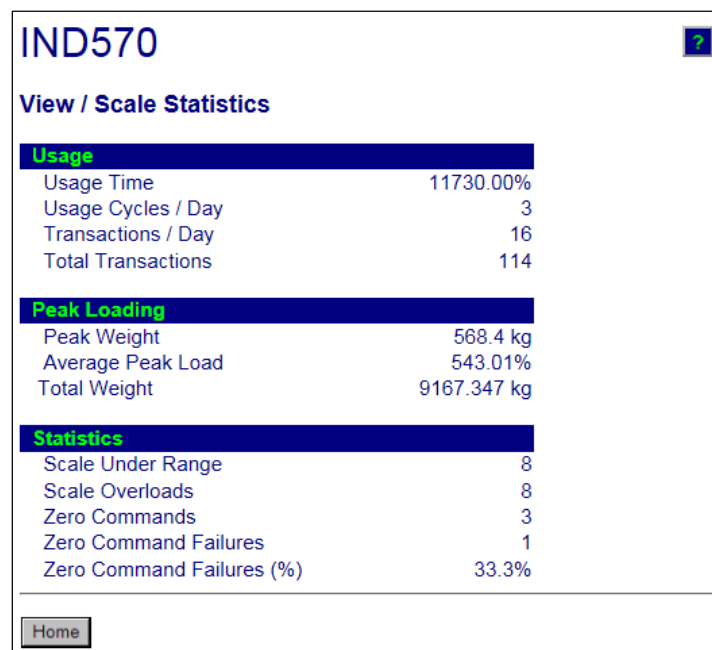 IND570
?
View / Scale Statistics
Usage
Usage Time 11730.00%
Usage Cycles / Day 3
Transactions / Day 16
Total Transactions 114
Peak Loading
Peak Weight 568.4 kg
Average Peak Load 543.01%
Total Weight 9167.347 kg
Statistics
Scale Under Range 8
Scale Overloads 8
Zero Commands 3
Zero Command Failures 1
Zero Command Failures (%) 33.3%
Home